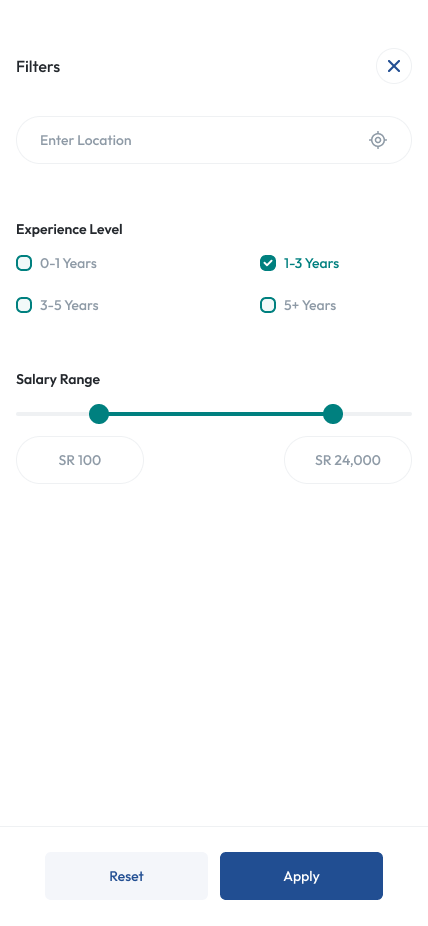 Filters
Enter Location
Experience Level
0-1 Years
1-3 Years
3-5 Years
5+ Years
Salary Range
SR 100
SR 24,000
Reset
Apply